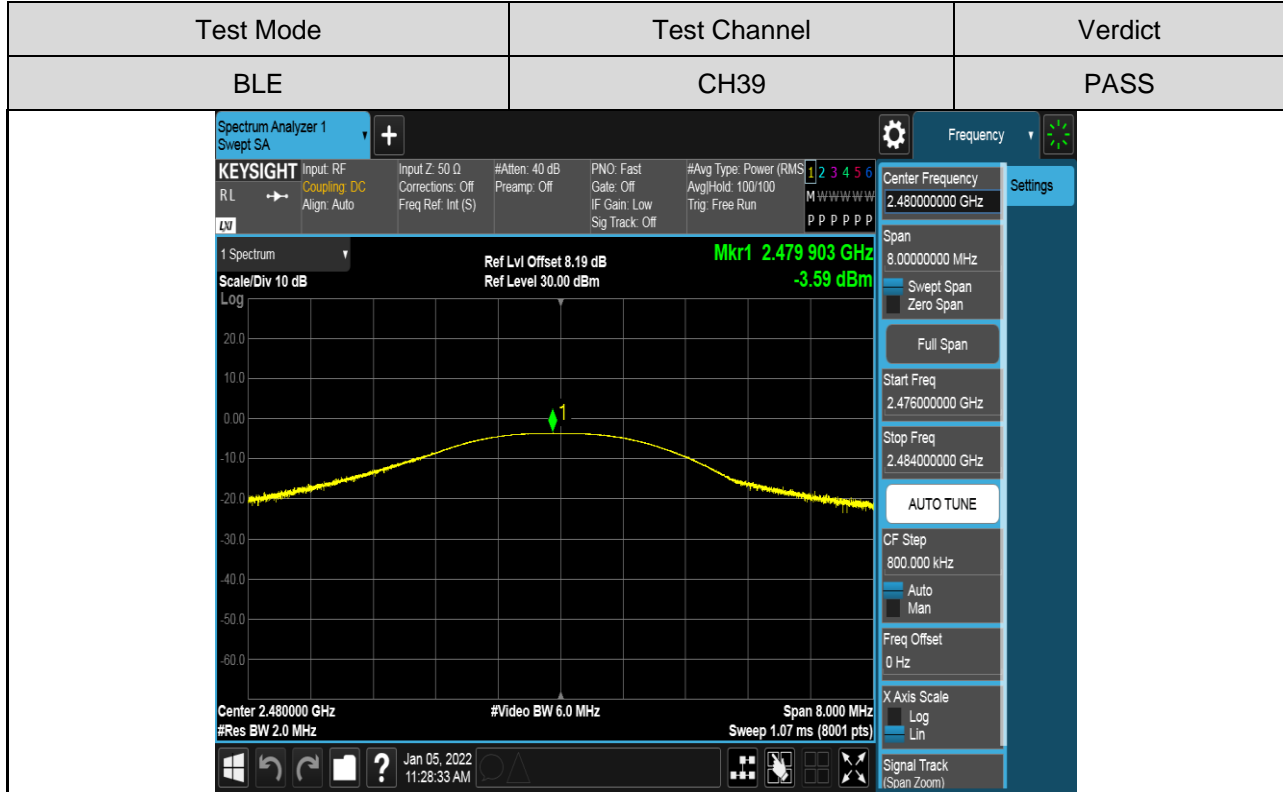 Test Mode Test Channel Verdict
BLE CH39 PASS
Spectrum Analyzer 1
Swept SA
+
Frequency
KEYSIGHT
RL
LXI
Input: RF
Coupling: DC
Align: Auto
Input Z: 50 Ω
Corrections: Off
Freq Ref: Int (S)
#Atten: 40 dB
Preamp: Off
PNO: Fast
Gate: Off
IF Gain: Low
Sig Track: Off
#Avg Type: Power (RMS
Avg|Hold: 100/100
Trig: Free Run
1 2 3 4 5 6
M W W W W W
P P P P P P
1 Spectrum
Scale/Div 10 dB
Log
Ref Lvl Offset 8.19 dB
Ref Level 30.00 dBm
Mkr1 2.479 903 GHz
-3.59 dBm
1
20.0
10.0
0.00
-10.0
-20.0
-30.0
-40.0
-50.0
-60.0
Center 2.480000 GHz
#Res BW 2.0 MHz
#Video BW 6.0 MHz
Span 8.000 MHz
Sweep 1.07 ms (8001 pts)
?
Jan 05, 2022
11:28:33 AM
Center Frequency
2.480000000 GHz
Settings
Span
8.00000000 MHz
Swept Span
Zero Span
Full Span
Start Freq
2.476000000 GHz
Stop Freq
2.484000000 GHz
AUTO TUNE
CF Step
800.000 kHz
Auto
Man
Freq Offset
0 Hz
X Axis Scale
Log
Lin
Signal Track
(Span Zoom)